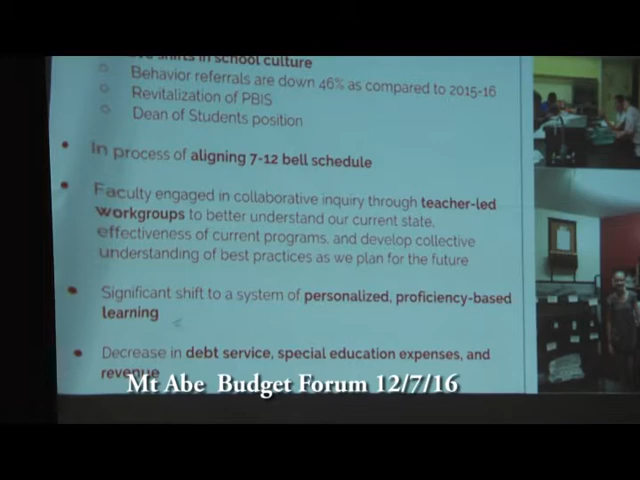 shifts in school culture
Behavior referrals are down 46% as compared to 2015-16
Revitalization of PBIS
Dean of Students position
In process of aligning 7-12 bell schedule
Faculty engaged in collaborative inquiry through teacher-led
workgroups to better understand our current state,
effectiveness of current programs, and develop collective
understanding of best practices as we plan for the future
Significant shift to a system of personalized, proficiency-based
learning
Decrease in debt service, special education expenses, and
revenue
Mt Abe Budget Forum 12/7/16